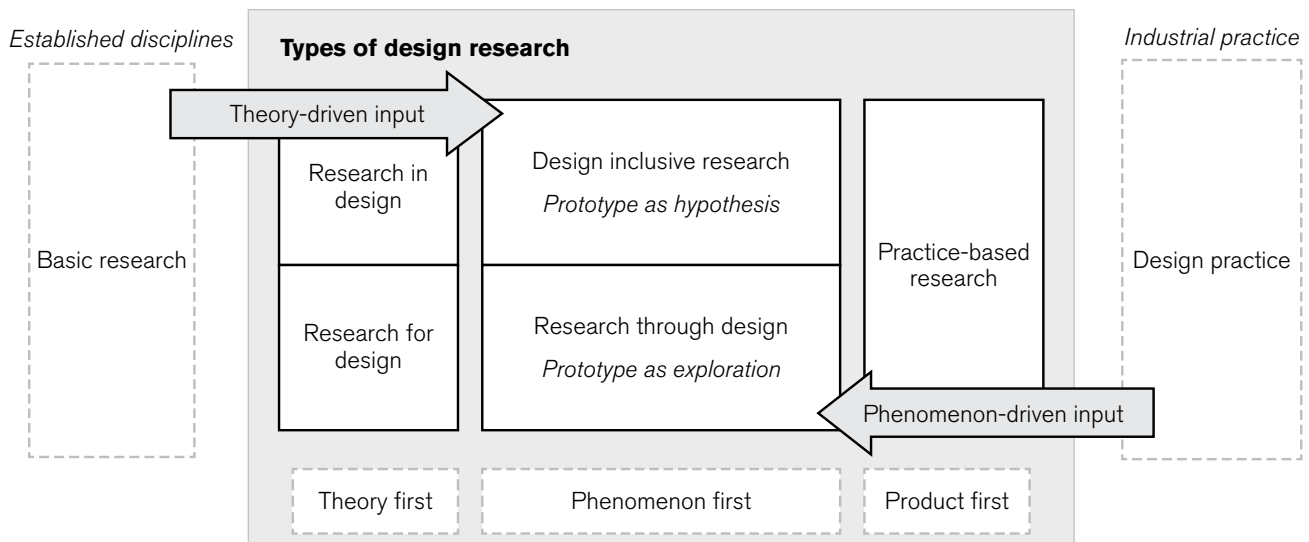 Established disciplines
Types of design research
Industrial practice
Theory-driven input
Basic research
Research in
design
Design inclusive research
Prototype as hypothesis
Practice-based
research
Design practice
Research for
design
Research through design
Prototype as exploration
Phenomenon-driven input
Theory first
Phenomenon first
Product first